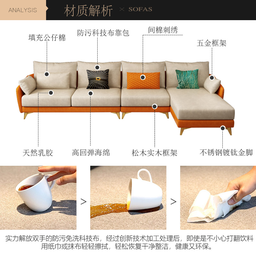 ANALYSIS
材质解析 × SOFAS
间棉刺绣
防污科技布靠包
填充公仔棉
五金框架
天然乳胶
高回弹海绵
松木实木框架
不锈钢镀钛金脚
实力解放双手的防污免洗科技布，经过创新技术加工处理后，即使是不小心打翻饮料
用纸巾或抹布轻轻擦拭，轻松恢复干净整洁，健康又环保。